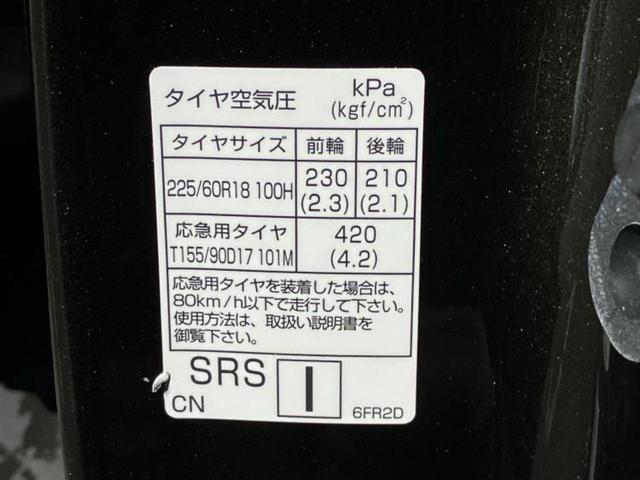 タイヤ空気圧 kPa
(kgf/cm²)
タイヤサイズ 前輪 後輪
225/60R18 100H 230 210
(2.3) (2.1)
応急用タイヤ 420
T155/90D17 101M (4.2)
応急用タイヤを装着した場合は、
80km/h以下で走行して下さい。
使用方法は、取扱い説明書を
御覧下さい。
SRS I
CN 6FR2D